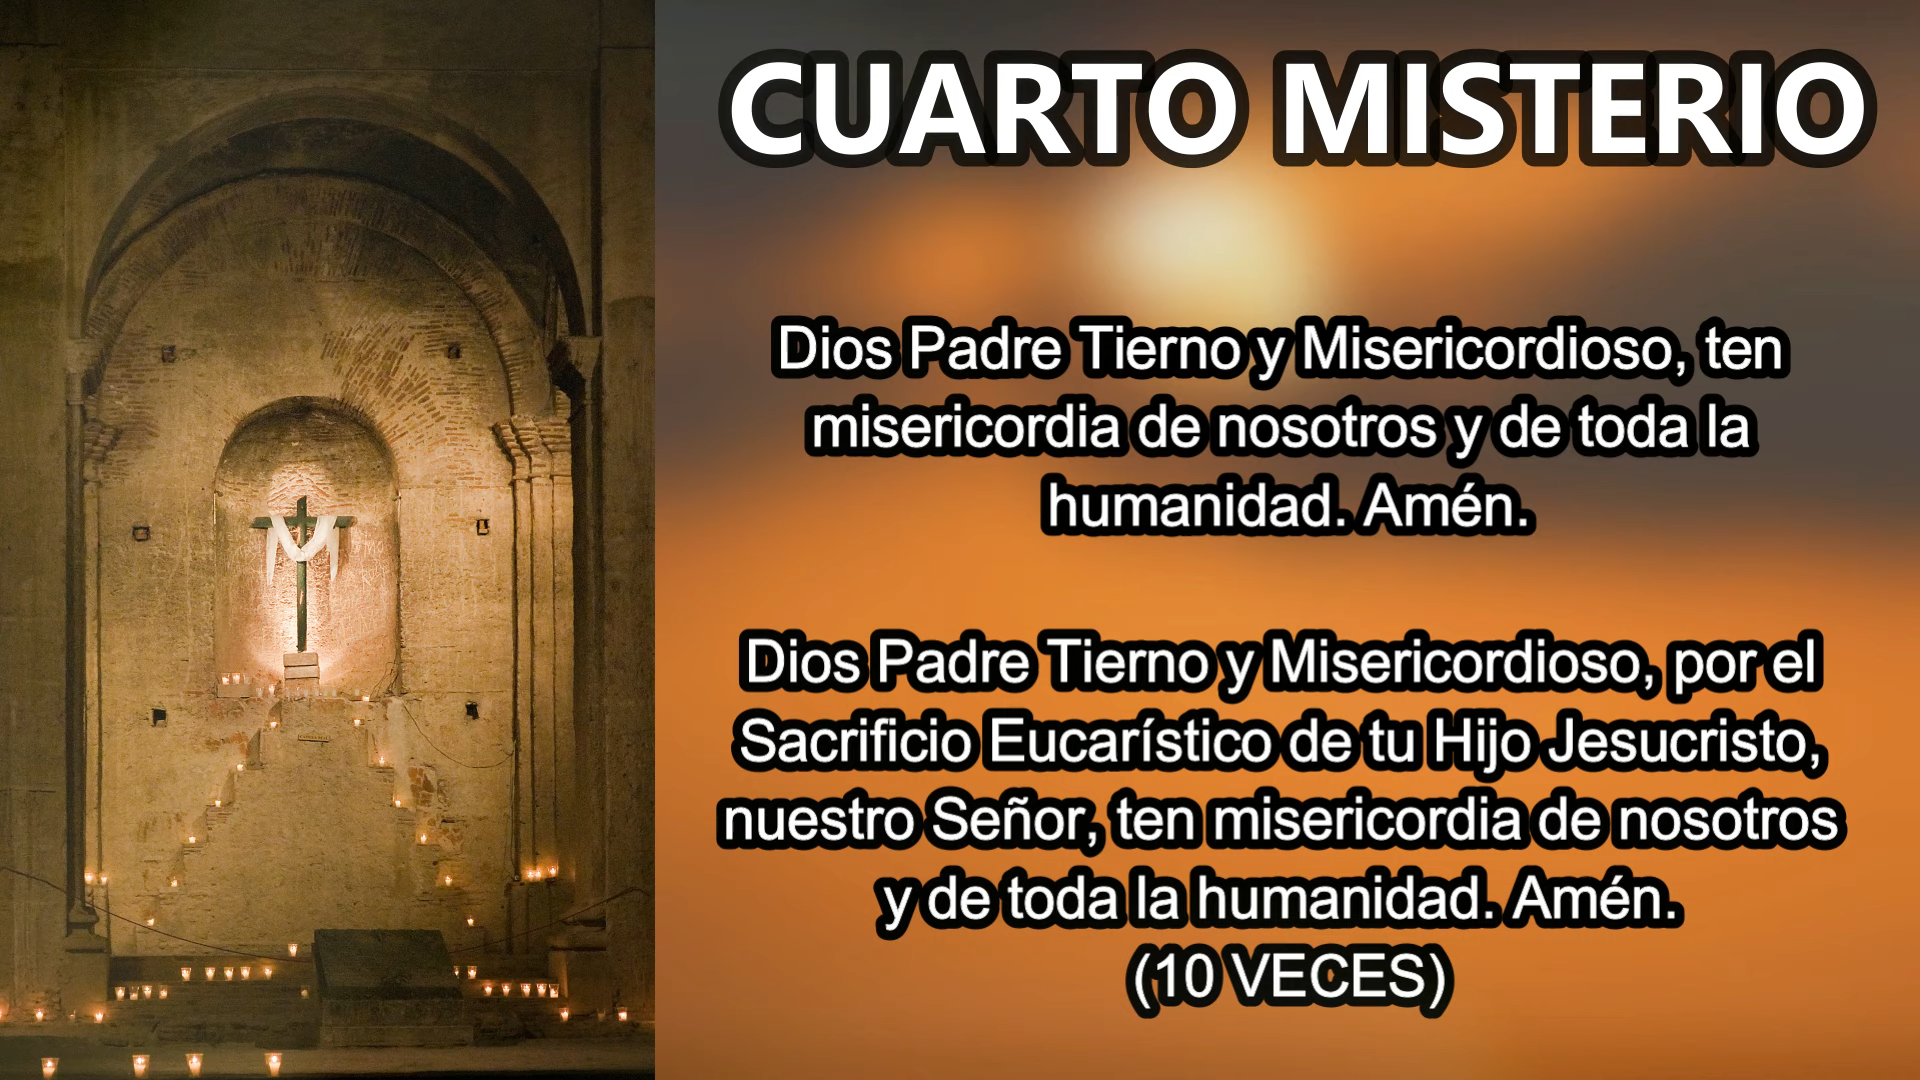 CUARTO MISTERIO
Dios Padre Tierno y Misericordioso, ten
misericordia de nosotros y de toda la
humanidad. Amén.
Dios Padre Tierno y Misericordioso, por el
Sacrificio Eucarístico de tu Hijo Jesucristo,
nuestro Señor, ten misericordia de nosotros
y de toda la humanidad. Amén.
(10 VECES)